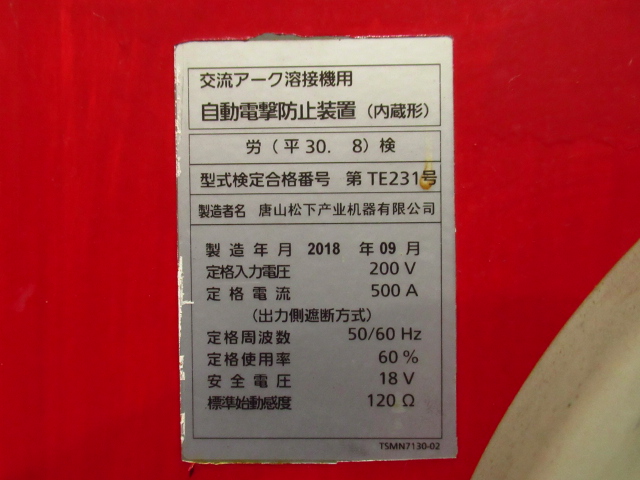 交流アーク溶接機用
自動電撃防止装置（内蔵形）
労（平30. 8）検
型式検定合格番号 第 TE231号
製造者名 唐山松下产业机器有限公司
製造年月 2018 年 09 月
定格入力電圧 200 V
定格電流 500 A
（出力側遮断方式）
定格周波数 50/60 Hz
定格使用率 60 %
安全電圧 18 V
標準始動感度 120 Ω
TSMN7130-02